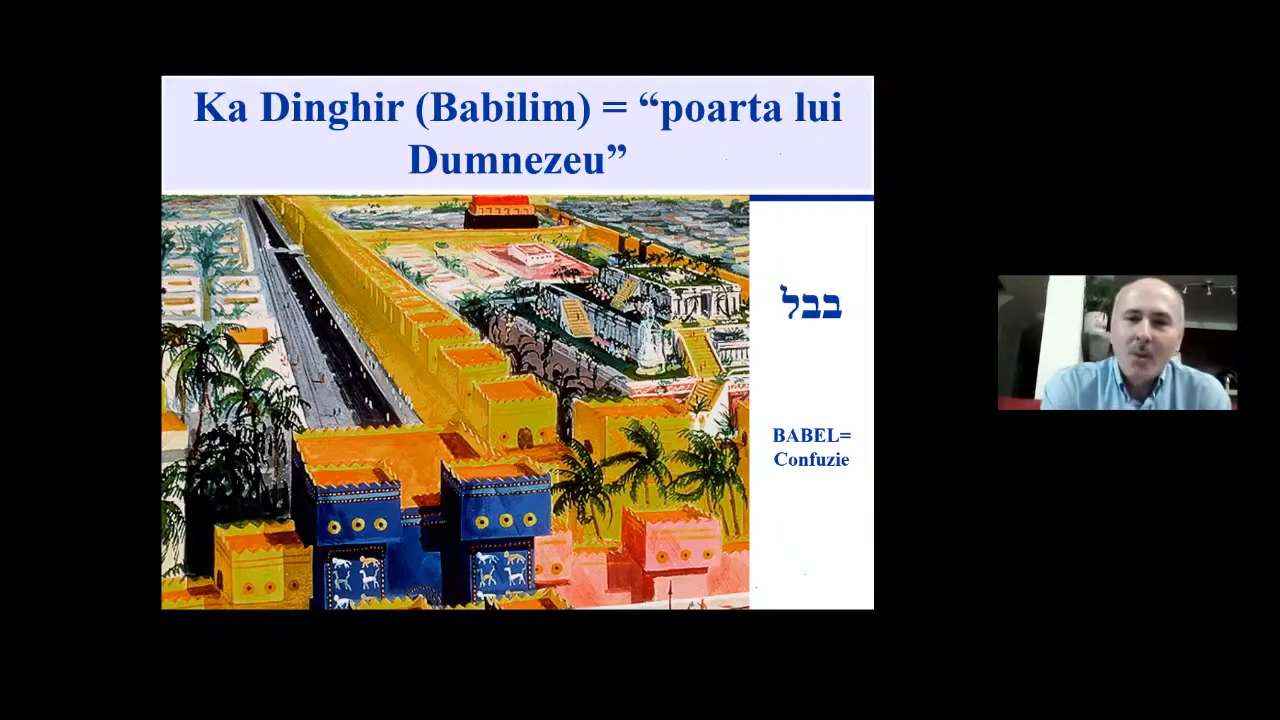 Ka Dinghir (Babilim) = “poarta lui
Dumnezeu”
בבל
BABEL=
Confuzie